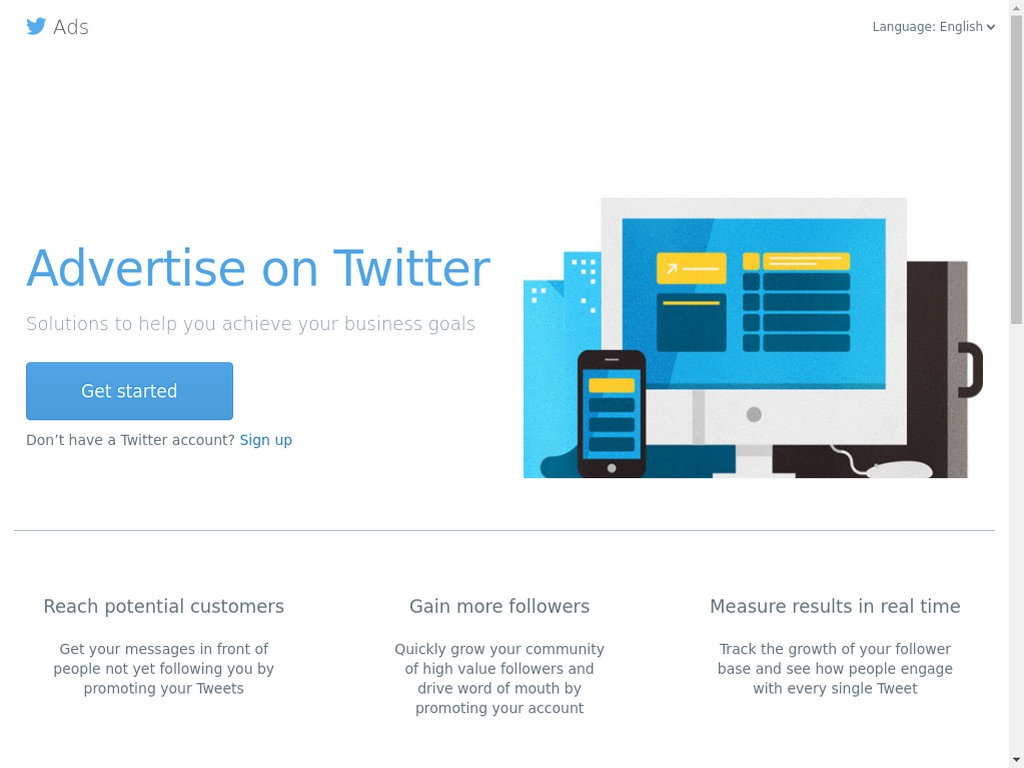 Ads
Language: English
Advertise on Twitter
Solutions to help you achieve your business goals
Get started
Don’t have a Twitter account? Sign up
Reach potential customers
Get your messages in front of
people not yet following you by
promoting your Tweets
Gain more followers
Quickly grow your community
of high value followers and
drive word of mouth by
promoting your account
Measure results in real time
Track the growth of your follower
base and see how people engage
with every single Tweet